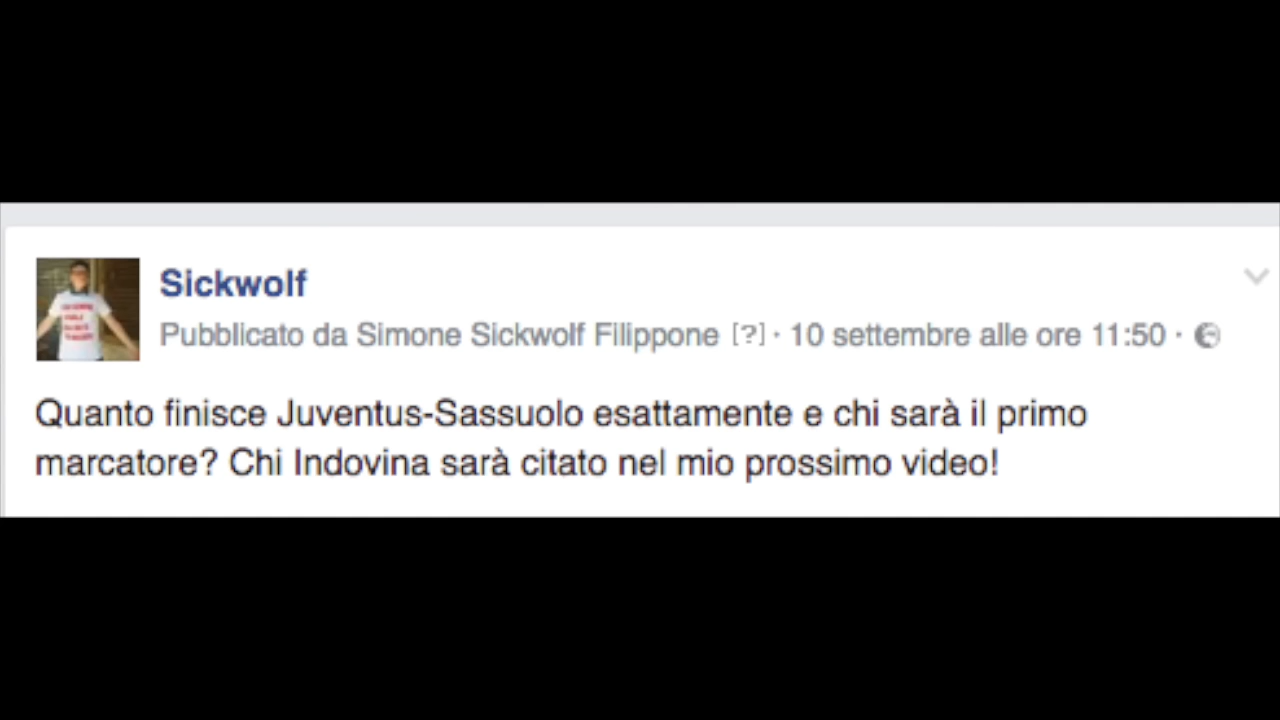 Sickwolf
Pubblicato da Simone Sickwolf Filippone [?] · 10 settembre alle ore 11:50 ·
Quanto finisce Juventus-Sassuolo esattamente e chi sarà il primo
marcatore? Chi Indovina sarà citato nel mio prossimo video!